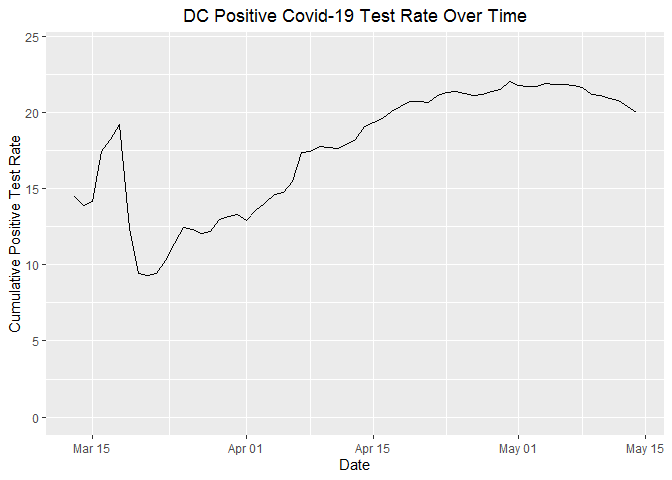 DC Positive Covid-19 Test Rate Over Time
25
20
15
10
5
0
Cumulative Positive Test Rate
Mar 15
Apr 01
Apr 15
May 01
May 15
Date